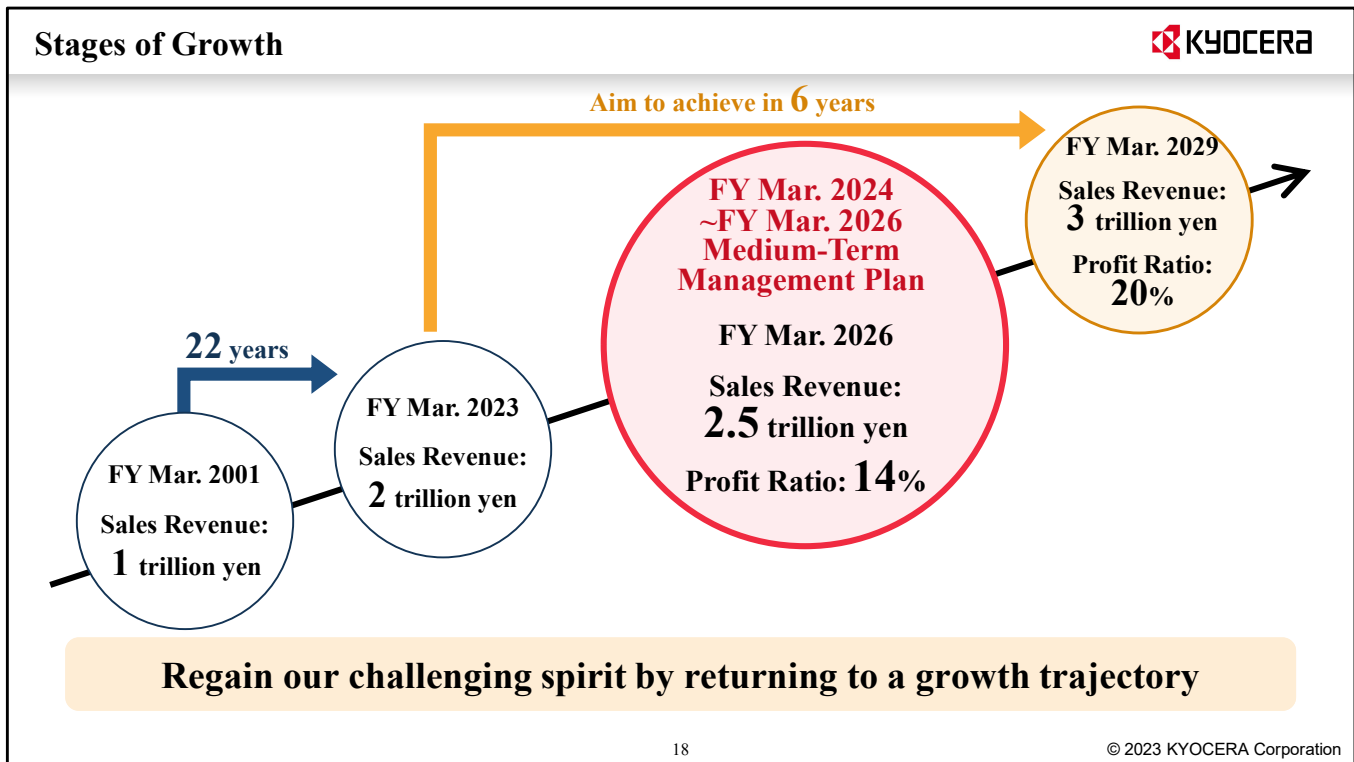 Stages of Growth
KYOCERA
Aim to achieve in 6 years
22 years
FY Mar. 2001
Sales Revenue:
1 trillion yen
FY Mar. 2023
Sales Revenue:
2 trillion yen
FY Mar. 2024
~FY Mar. 2026
Medium-Term
Management Plan
FY Mar. 2026
Sales Revenue:
2.5 trillion yen
Profit Ratio: 14%
FY Mar. 2029
Sales Revenue:
3 trillion yen
Profit Ratio:
20%
Regain our challenging spirit by returning to a growth trajectory
18
© 2023 KYOCERA Corporation